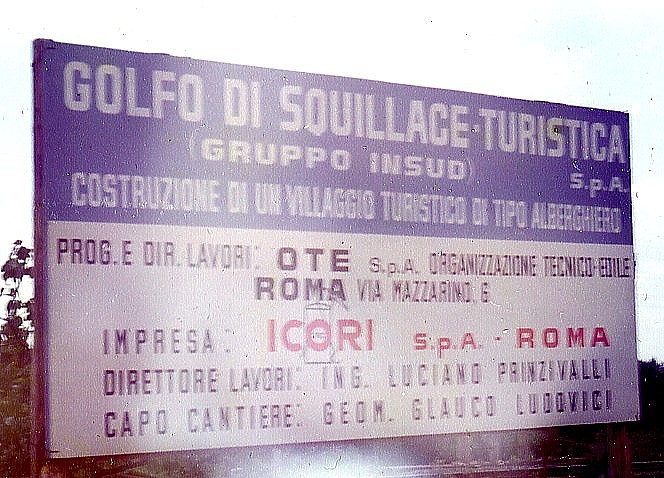 GOLFO DI SQUILLACE-TURISTICA
S.p.A.
(GRUPPO INSUD)
COSTRUZIONE DI UN VILLAGGIO TURISTICO DI TIPO ALBERGHIERO
PROG. E DIR. LAVORI: OTE S.p.A. ORGANIZZAZIONE TECNICO-EDILE
ROMA VIA MAZZARINO, 6
IMPRESA: ICORI S.p.A. - ROMA
DIRETTORE LAVORI: ING. LUCIANO PRINZIVALLI
CAPO CANTIERE: GEOM. GLAUCO LUDOVICI